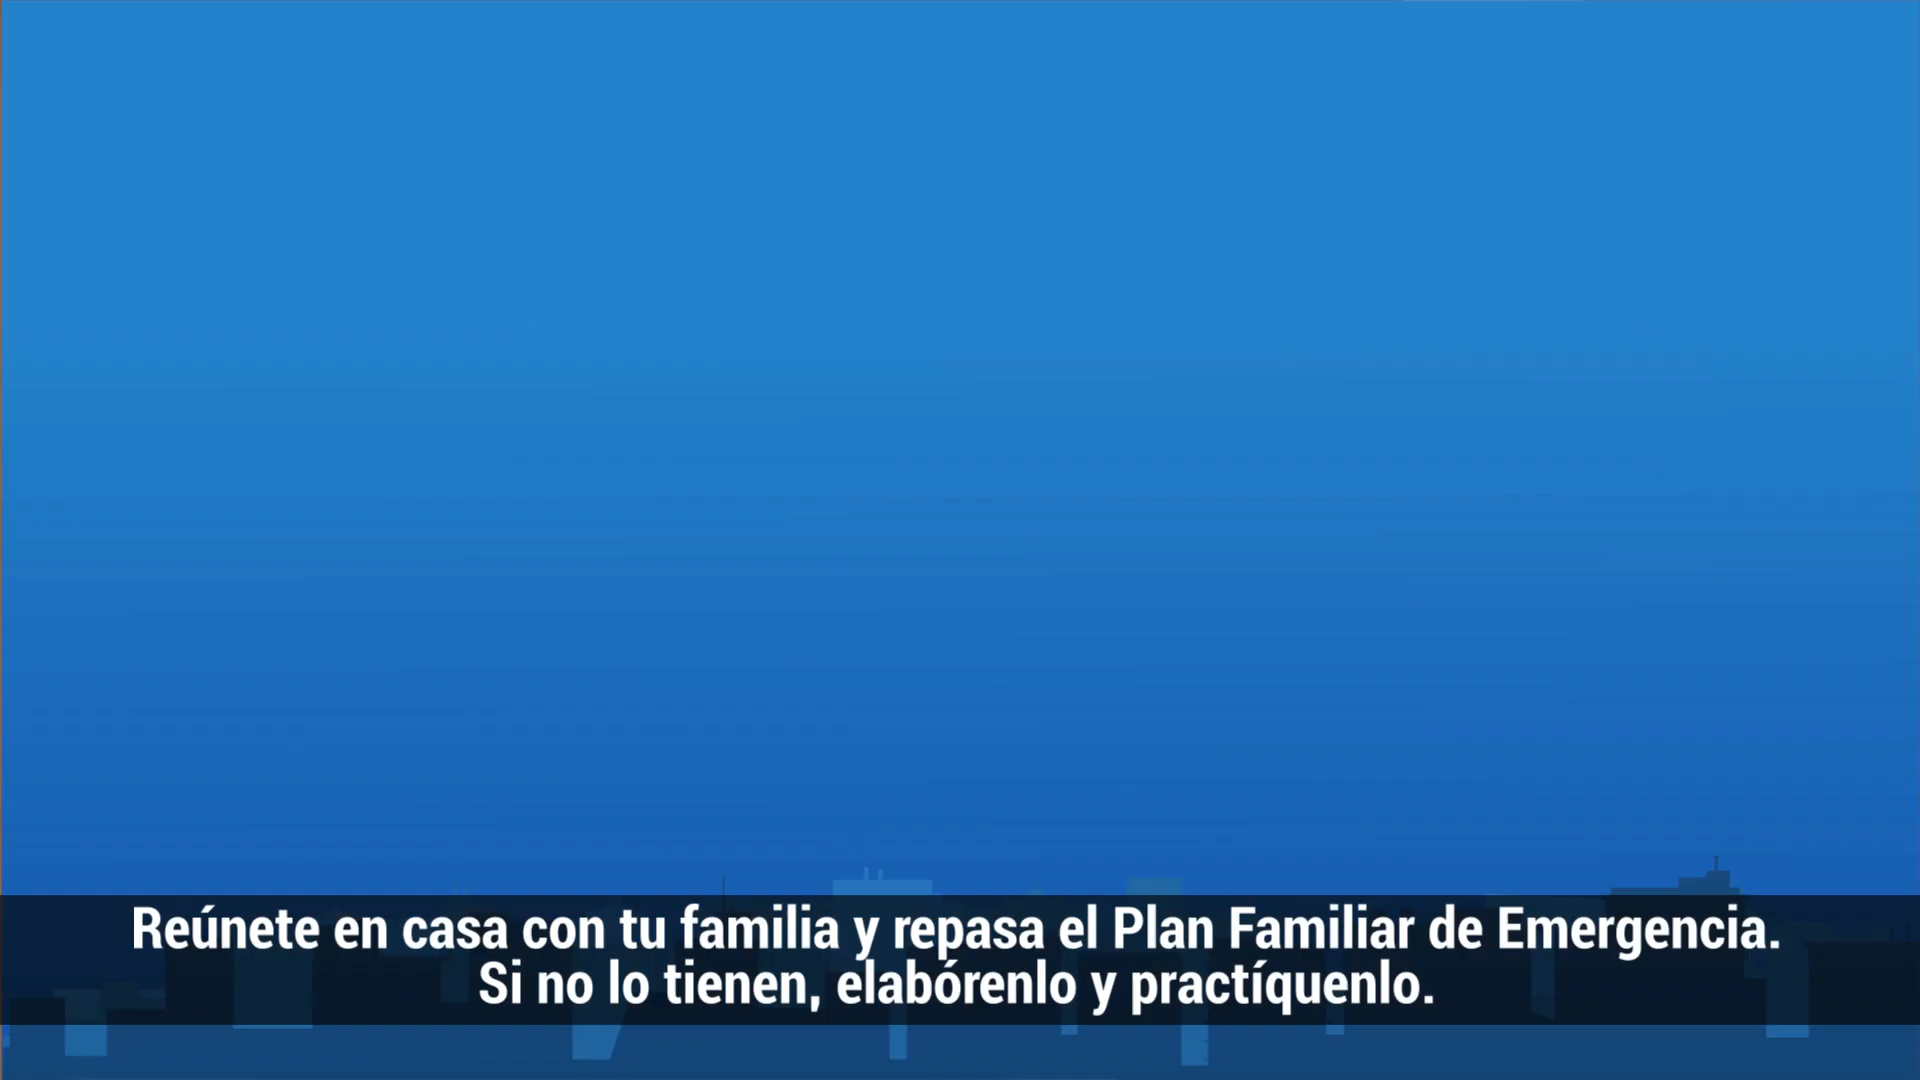 Reúnete en casa con tu familia y repasa el Plan Familiar de Emergencia.
Si no lo tienen, elabórenlo y practíquenlo.